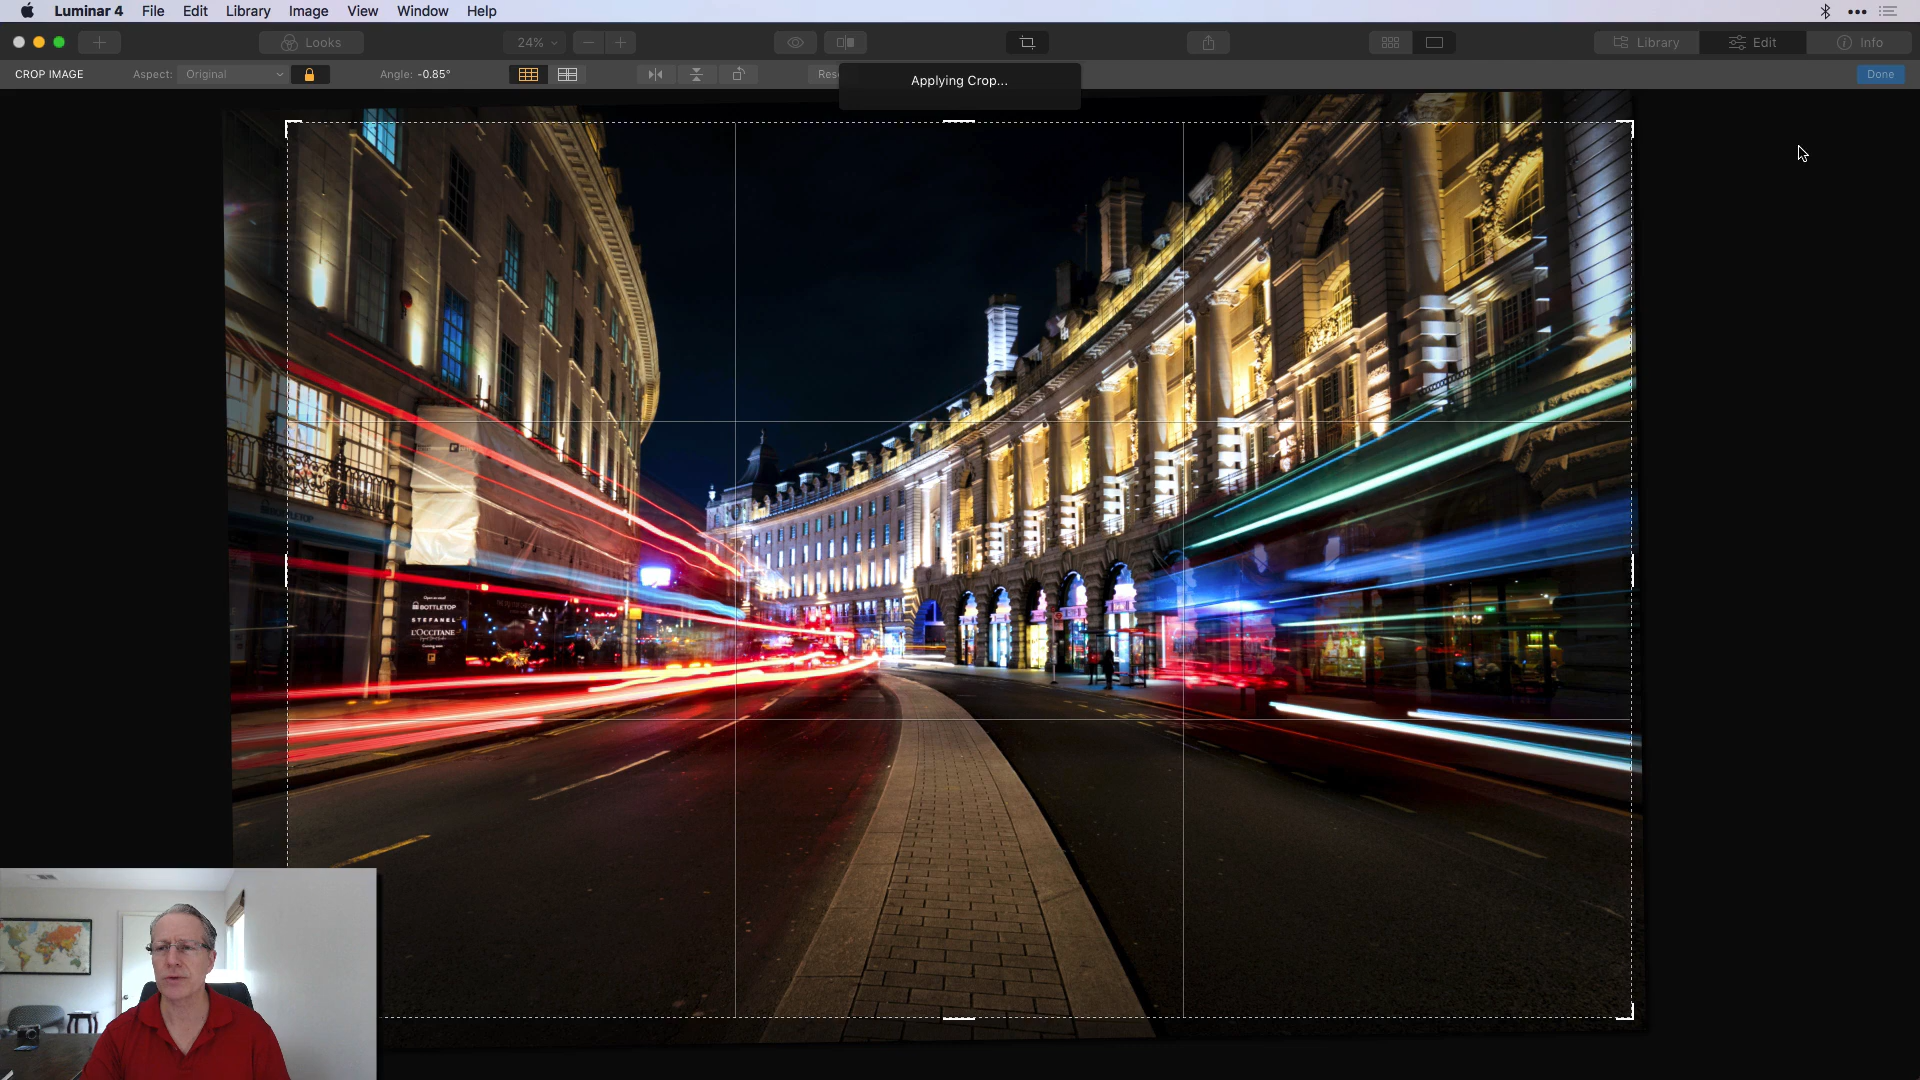 Luminar 4 File Edit Library Image View Window Help
Looks 24% Library Edit Info
CROP IMAGE Aspect: Original Angle: -0.85° Res Done
Applying Crop...
BOTTLETOP
STEFANEL
L'OCCITANE